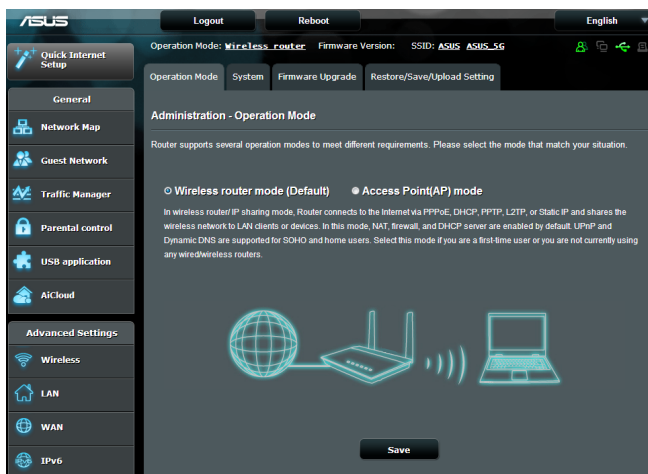 ASUS
Logout
Reboot
English
Quick Internet
Setup
Operation Mode: Wireless router Firmware Version: SSID: ASUS ASUS_5G
Operation Mode
System
Firmware Upgrade
Restore/Save/Upload Setting
General
Network Map
Guest Network
Traffic Manager
Parental control
USB application
AiCloud
Advanced Settings
Wireless
LAN
WAN
IPv6
Administration - Operation Mode
Router supports several operation modes to meet different requirements. Please select the mode that match your situation.
Wireless router mode (Default)
Access Point(AP) mode
In wireless router/ IP sharing mode, Router connects to the Internet via PPPoE, DHCP, PPTP, L2TP, or Static IP and shares the
wireless network to LAN clients or devices. In this mode, NAT, firewall, and DHCP server are enabled by default. UPnP and
Dynamic DNS are supported for SOHO and home users. Select this mode if you are a first-time user or you are not currently using
any wired/wireless routers.
Save